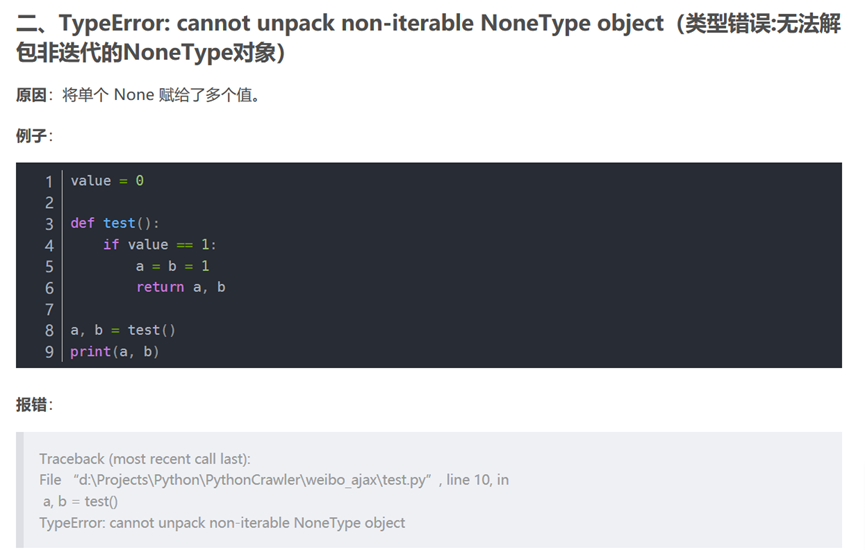 二、TypeError: cannot unpack non-iterable NoneType object（类型错误:无法解
包非迭代的NoneType对象）
原因：将单个 None 赋给了多个值。
例子：
1 value = 0
2
3 def test():
4     if value == 1:
5         a = b = 1
6         return a, b
7
8 a, b = test()
9 print(a, b)
报错：
Traceback (most recent call last):
File “d:\Projects\Python\PythonCrawler\weibo_ajax\test.py”, line 10, in
a, b = test()
TypeError: cannot unpack non-iterable NoneType object